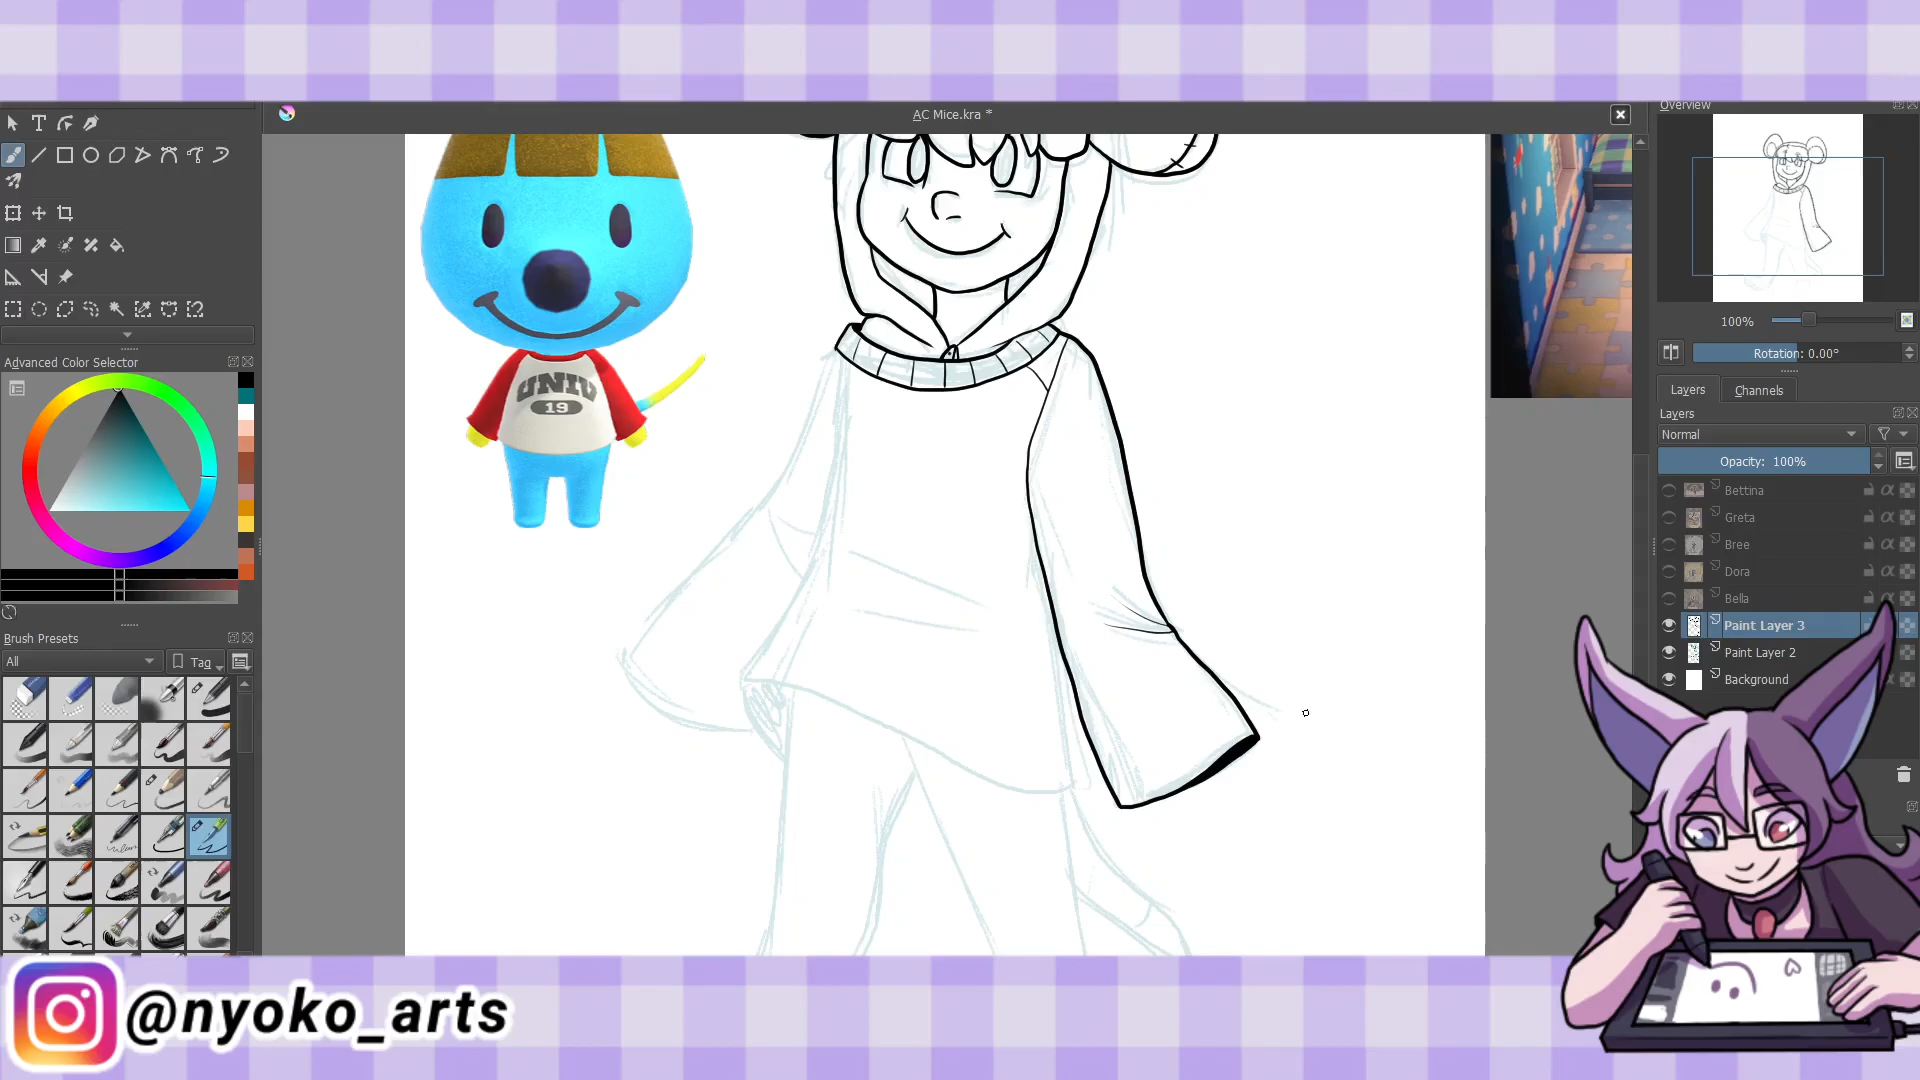 AC Mice.kra *
Overview
100%
Rotation: 0.00°
Layers
Channels
Layers
Normal
Opacity: 100%
Bettina
Greta
Bree
Dora
Bella
Paint Layer 3
Paint Layer 2
Background
Advanced Color Selector
Brush Presets
All
Tag
UNIV
19
@nyoko_arts